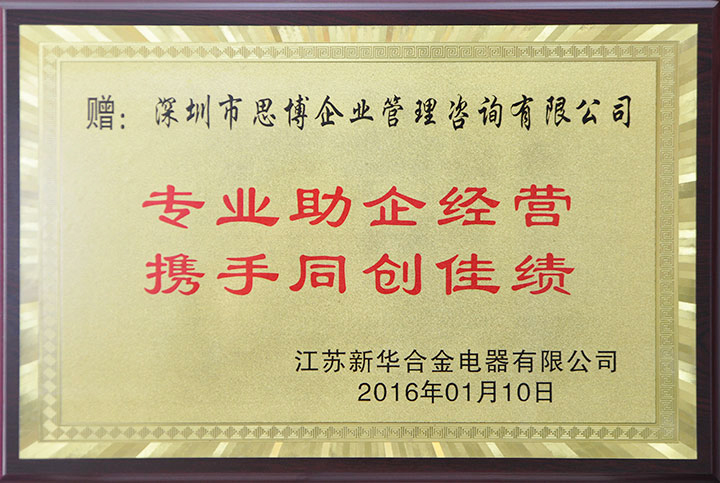 赠：深圳市思博企业管理咨询有限公司
专业助企经营
携手同创佳绩
江苏新华合金电器有限公司
2016年01月10日